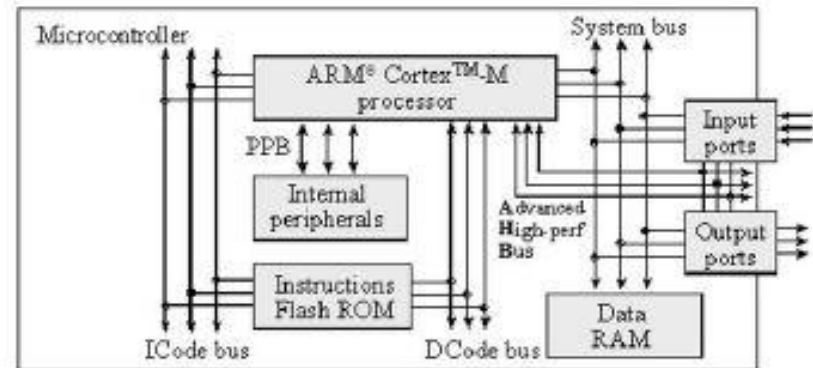 Microcontroller
System bus
ARM® Cortex™-M
processor
Input
ports
PPB
Internal
peripherals
Advanced
High-perf
Bus
Output
ports
Instructions
Flash ROM
Data
RAM
ICode bus
DCode bus